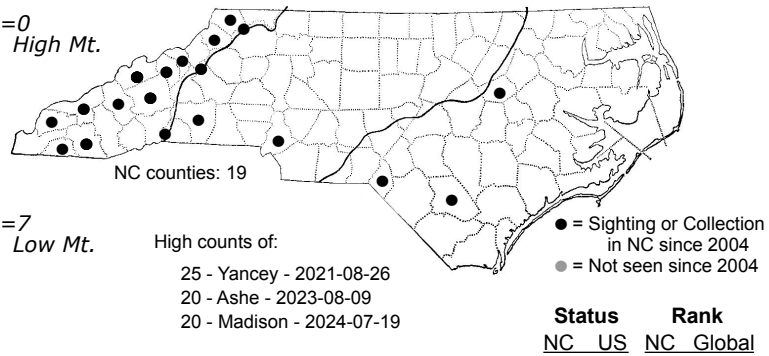 =0
High Mt.
NC counties: 19
=7
Low Mt.
High counts of:
25 - Yancey - 2021-08-26
20 - Ashe - 2023-08-09
20 - Madison - 2024-07-19
= Sighting or Collection
in NC since 2004
= Not seen since 2004
Status Rank
NC US NC Global